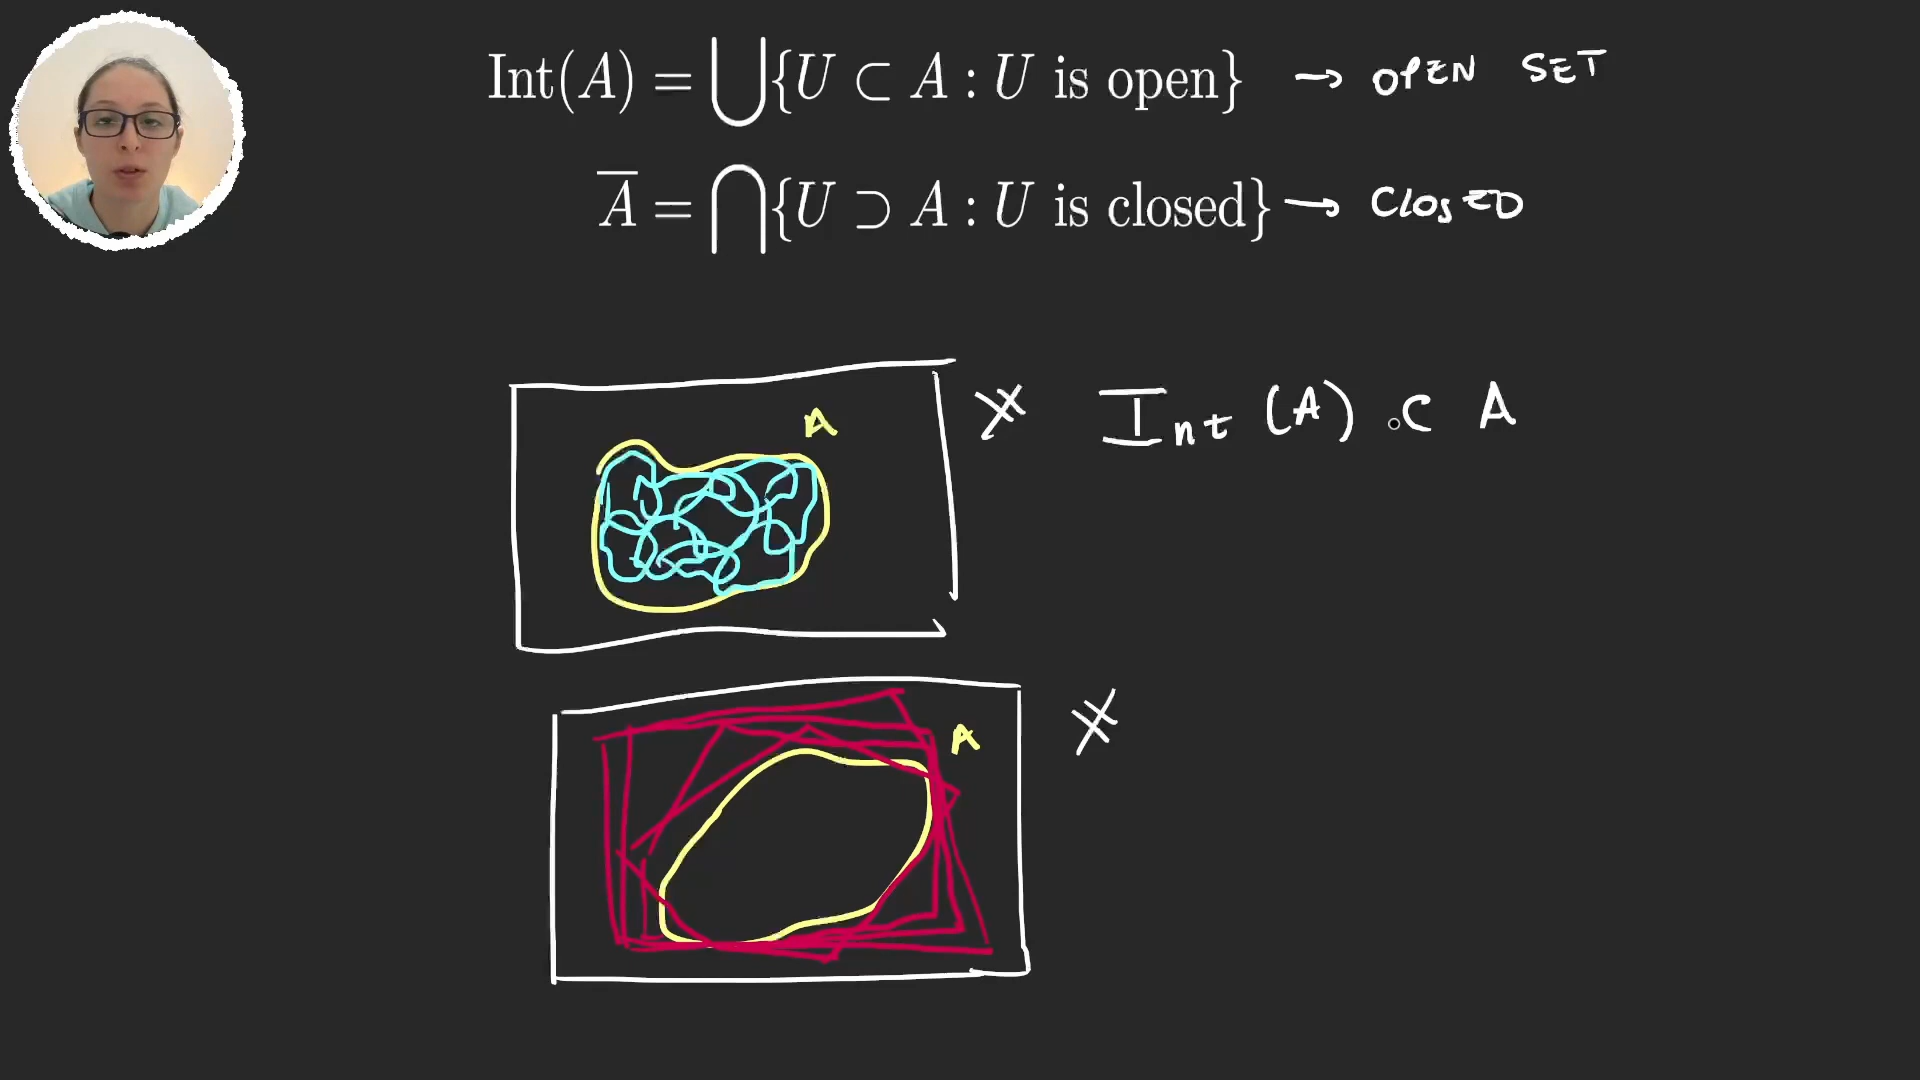 Int(A) = ⋃{U ⊂ A : U is open} → OPEN SET
A̅ = ⋂{U ⊃ A : U is closed} → CLOSED
A
X Int (A) ⊂ A
A
X